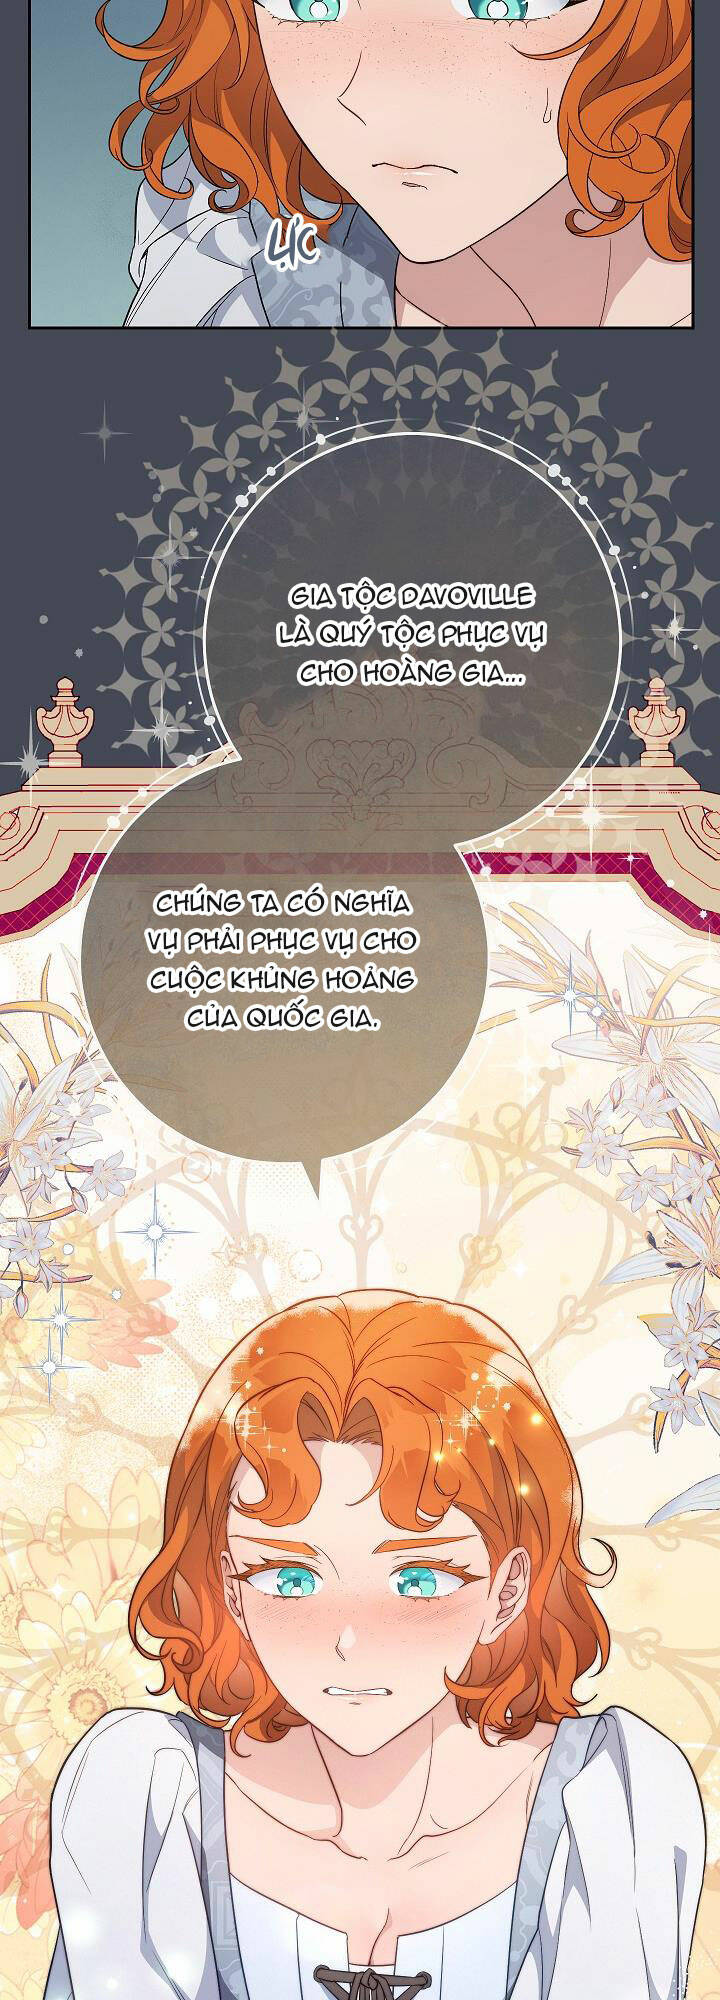 ỰC
GIA TỘC DAVOVILLE
LÀ QUÝ TỘC PHỤC VỤ
CHO HOÀNG GIA...
CHÚNG TA CÓ NGHĨA
VỤ PHẢI PHỤC VỤ CHO
CUỘC KHỦNG HOẢNG
CỦA QUỐC GIA.